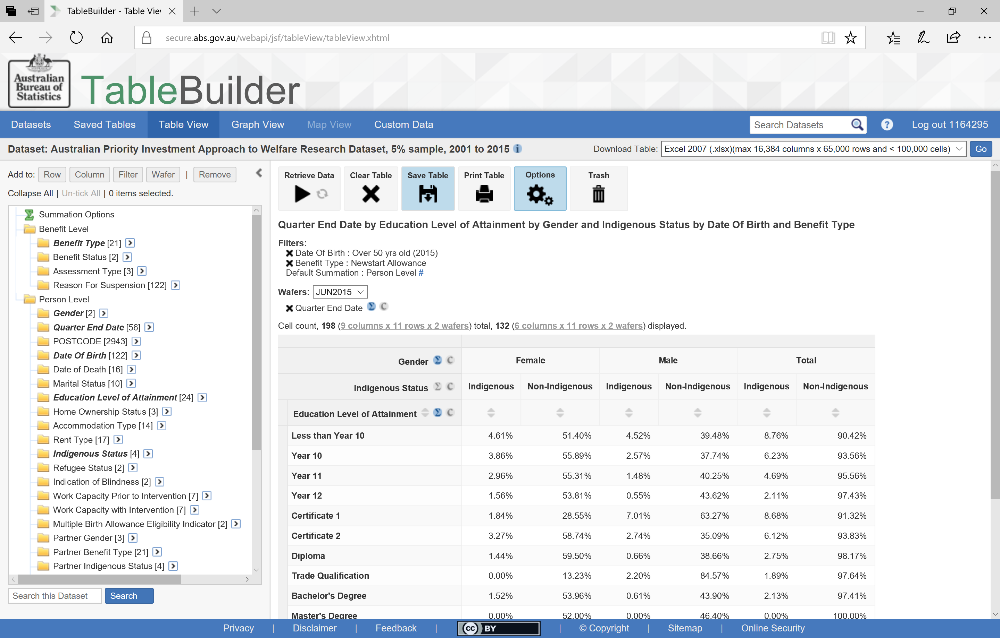 TableBuilder - Table Vie
secure.abs.gov.au/webapi/jsf/tableView/tableView.xhtml
Australian
Bureau of
Statistics
TableBuilder
Datasets Saved Tables Table View Graph View Map View Custom Data Search Datasets ? Log out 1164295
Dataset: Australian Priority Investment Approach to Welfare Research Dataset, 5% sample, 2001 to 2015 i Download Table: Excel 2007 (.xlsx)(max 16,384 columns x 65,000 rows and < 100,000 cells) Go
Add to: Row Column Filter Wafer | Remove
Collapse All | Un-tick All | 0 items selected.
Summation Options
Benefit Level
Benefit Type [21]
Benefit Status [2]
Assessment Type [3]
Reason For Suspension [122]
Person Level
Gender [2]
Quarter End Date [56]
POSTCODE [2943]
Date Of Birth [122]
Date of Death [16]
Marital Status [10]
Education Level of Attainment [24]
Home Ownership Status [3]
Accommodation Type [14]
Rent Type [17]
Indigenous Status [4]
Refugee Status [2]
Indication of Blindness [2]
Work Capacity Prior to Intervention [7]
Work Capacity with Intervention [7]
Multiple Birth Allowance Eligibility Indicator [2]
Partner Gender [3]
Partner Benefit Type [21]
Partner Indigenous Status [4]
Search this Dataset Search
Retrieve Data Clear Table Save Table Print Table Options Trash
Quarter End Date by Education Level of Attainment by Gender and Indigenous Status by Date Of Birth and Benefit Type
Filters:
Date Of Birth : Over 50 yrs old (2015)
Benefit Type : Newstart Allowance
Default Summation : Person Level #
Wafers: JUN2015
Quarter End Date Σ C
Cell count, 198 (9 columns x 11 rows x 2 wafers) total, 132 (6 columns x 11 rows x 2 wafers) displayed.
Gender Σ C Female Male Total
Indigenous Status Σ C Indigenous Non-Indigenous Indigenous Non-Indigenous Indigenous Non-Indigenous
Education Level of Attainment Σ C
Less than Year 10 4.61% 51.40% 4.52% 39.48% 8.76% 90.42%
Year 10 3.86% 55.89% 2.57% 37.74% 6.23% 93.56%
Year 11 2.96% 55.31% 1.48% 40.25% 4.69% 95.56%
Year 12 1.56% 53.81% 0.55% 43.62% 2.11% 97.43%
Certificate 1 1.84% 28.55% 7.01% 63.27% 8.68% 91.32%
Certificate 2 3.27% 58.74% 2.74% 35.09% 6.12% 93.83%
Diploma 1.44% 59.50% 0.66% 38.66% 2.75% 98.17%
Trade Qualification 0.00% 13.23% 2.20% 84.57% 1.89% 97.64%
Bachelor's Degree 1.52% 53.96% 0.61% 43.90% 2.13% 97.41%
Master's Degree 0.00% 52.00% 0.00% 46.40% 0.00% 100.00%
Privacy | Disclaimer | Feedback | cc BY | © Copyright | Sitemap | Online Security